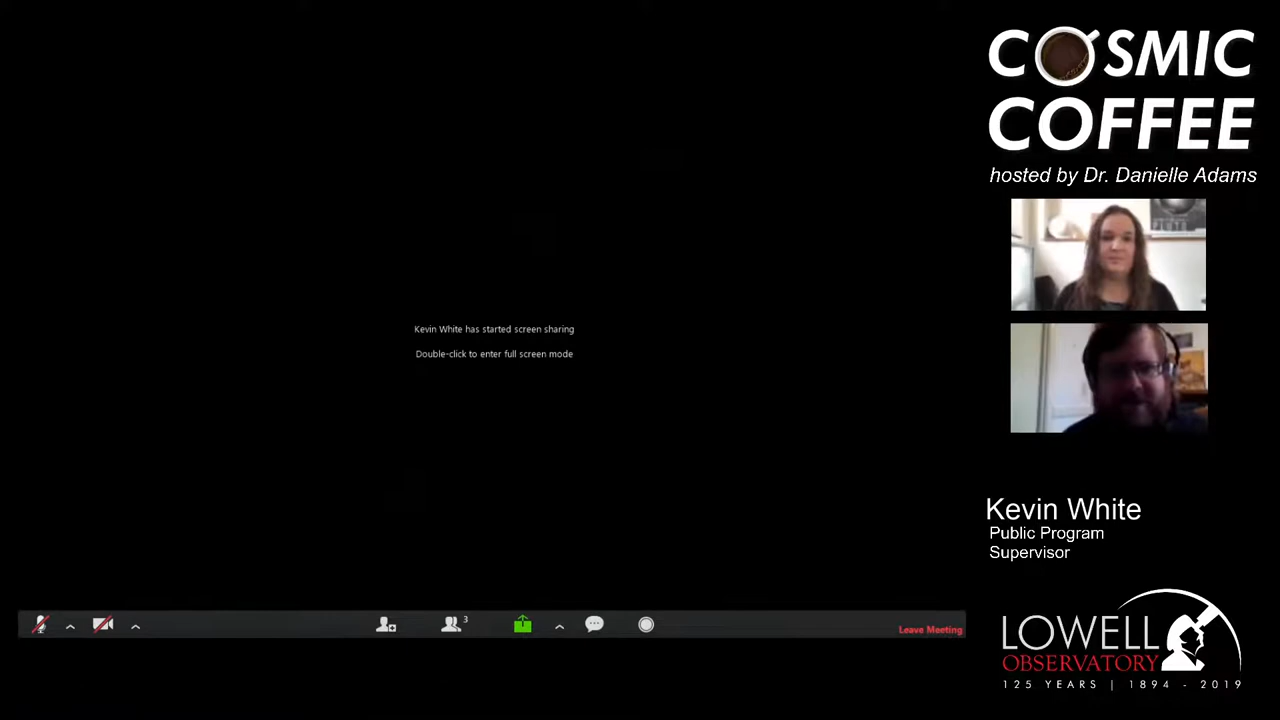 COSMIC
COFFEE
hosted by Dr. Danielle Adams
Kevin White has started screen sharing
Double-click to enter full screen mode
Kevin White
Public Program
Supervisor
3
Leave Meeting
LOWELL
OBSERVATORY
125 YEARS | 1894 - 2019